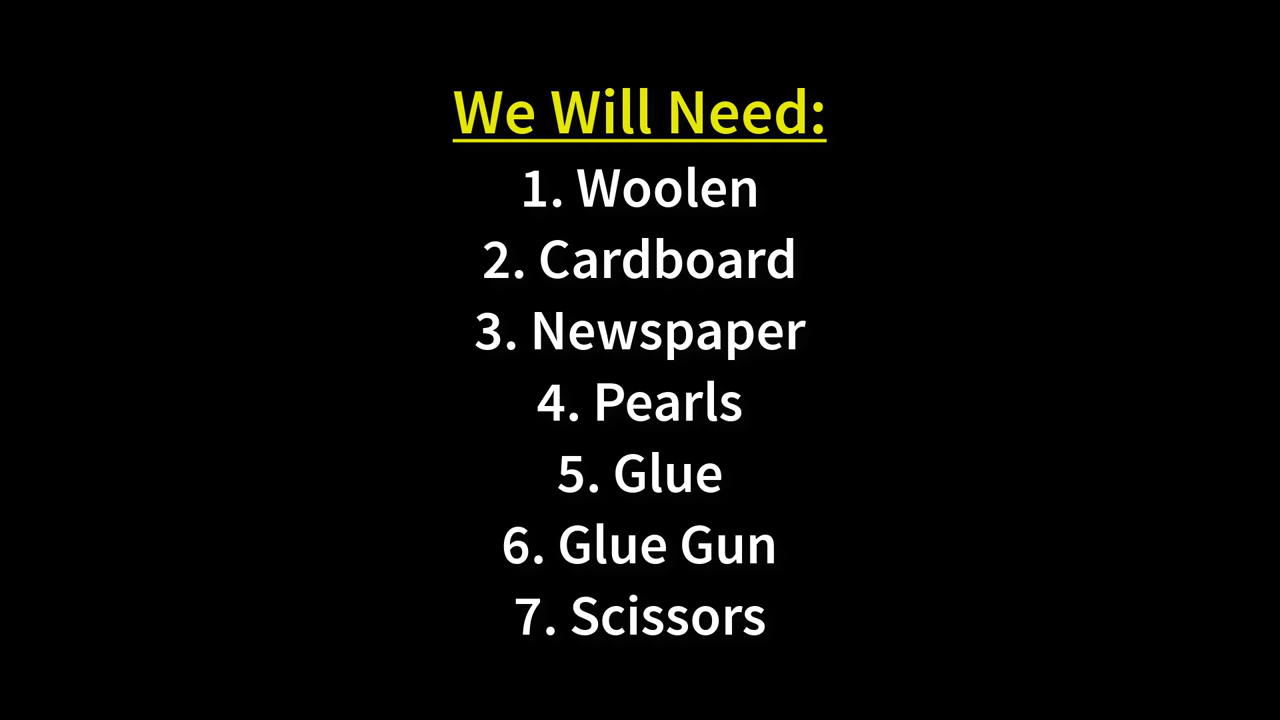 We Will Need:
1. Woolen
2. Cardboard
3. Newspaper
4. Pearls
5. Glue
6. Glue Gun
7. Scissors